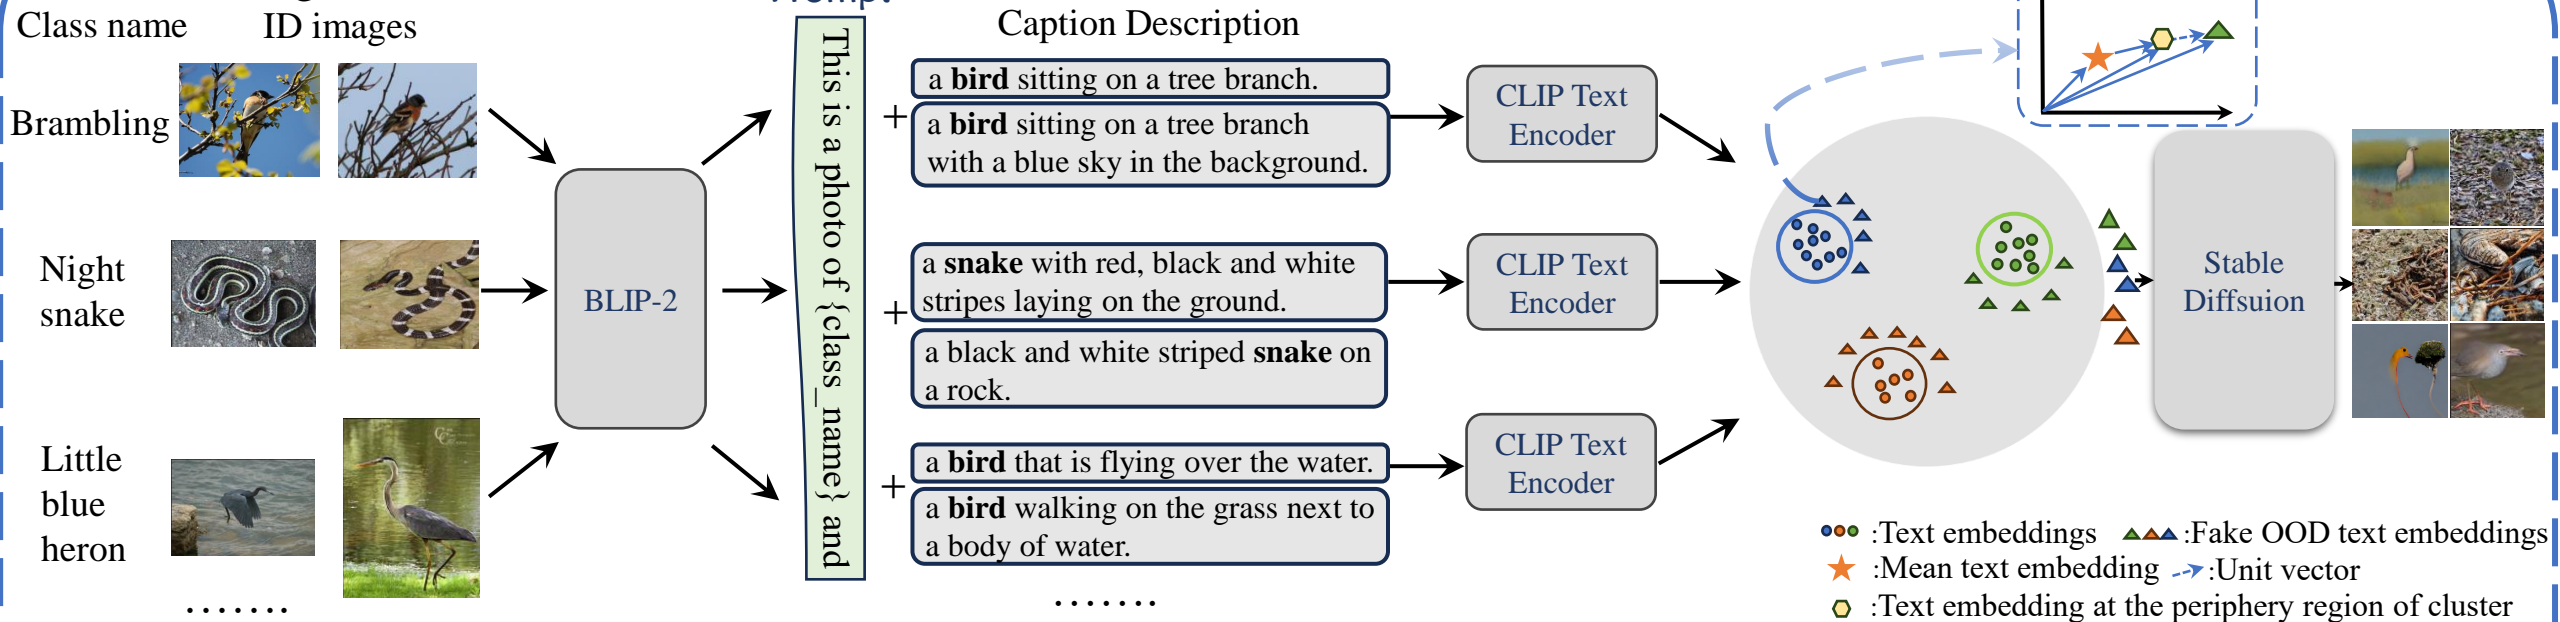 Class name
ID images
Prompt
Caption Description
Brambling
Night
snake
Little
blue
heron
.......
BLIP-2
This is a photo of {class_name} and
+
a bird sitting on a tree branch.
a bird sitting on a tree branch
with a blue sky in the background.
+
a snake with red, black and white
stripes laying on the ground.
a black and white striped snake on
a rock.
+
a bird that is flying over the water.
a bird walking on the grass next to
a body of water.
.......
CLIP Text
Encoder
CLIP Text
Encoder
CLIP Text
Encoder
Stable
Diffsuion
:Text embeddings
:Fake OOD text embeddings
:Mean text embedding
:Unit vector
:Text embedding at the periphery region of cluster